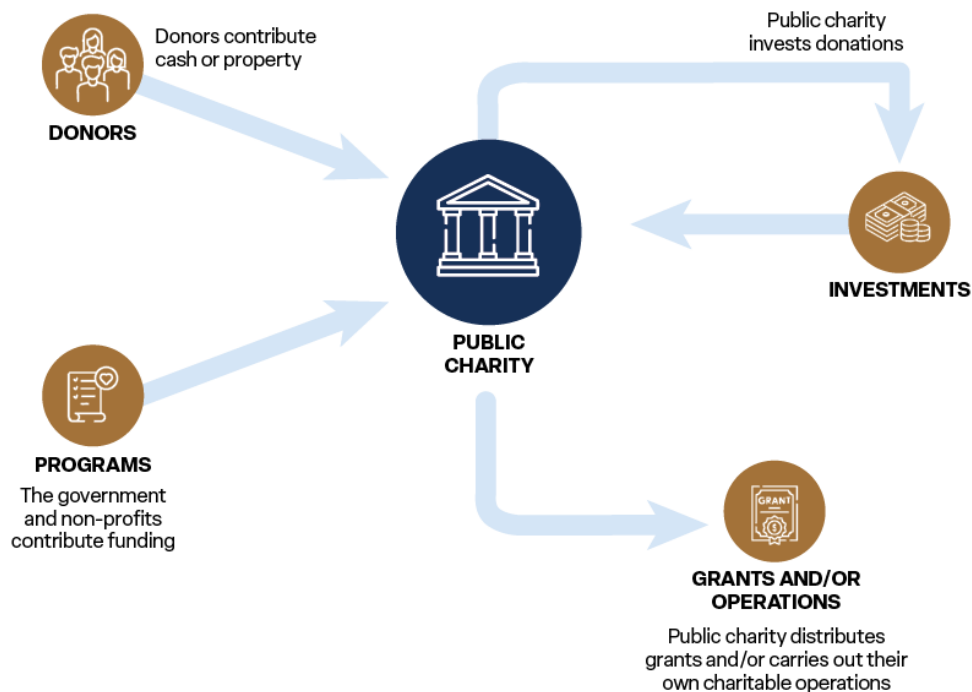 Donors contribute
cash or property
DONORS
Public charity
invests donations
INVESTMENTS
PUBLIC
CHARITY
PROGRAMS
The government
and non-profits
contribute funding
GRANT
$
GRANTS AND/OR
OPERATIONS
Public charity distributes
grants and/or carries out their
own charitable operations